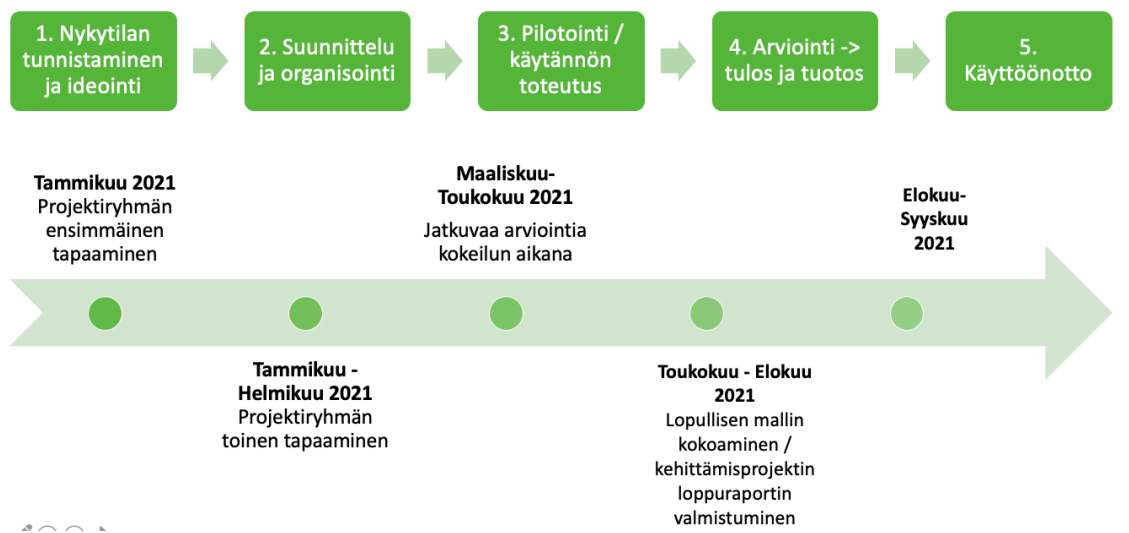 1. Nykytilan
tunnistaminen
ja ideointi
2. Suunnittelu
ja organisointi
3. Pilotointi /
käytännön
toteutus
4. Arviointi ->
tulos ja tuotos
5.
Käyttöönotto
Tammikuu 2021
Projektiryhmän
ensimmäinen
tapaaminen
Maaliskuu-
Toukokuu 2021
Jatkuvaa arviointia
kokeilun aikana
Elokuu-
Syyskuu
2021
Tammikuu -
Helmikuu 2021
Projektiryhmän
toinen tapaaminen
Toukokuu - Elokuu
2021
Lopullisen mallin
kokoaminen /
kehittämisprojektin
loppuraportin
valmistuminen